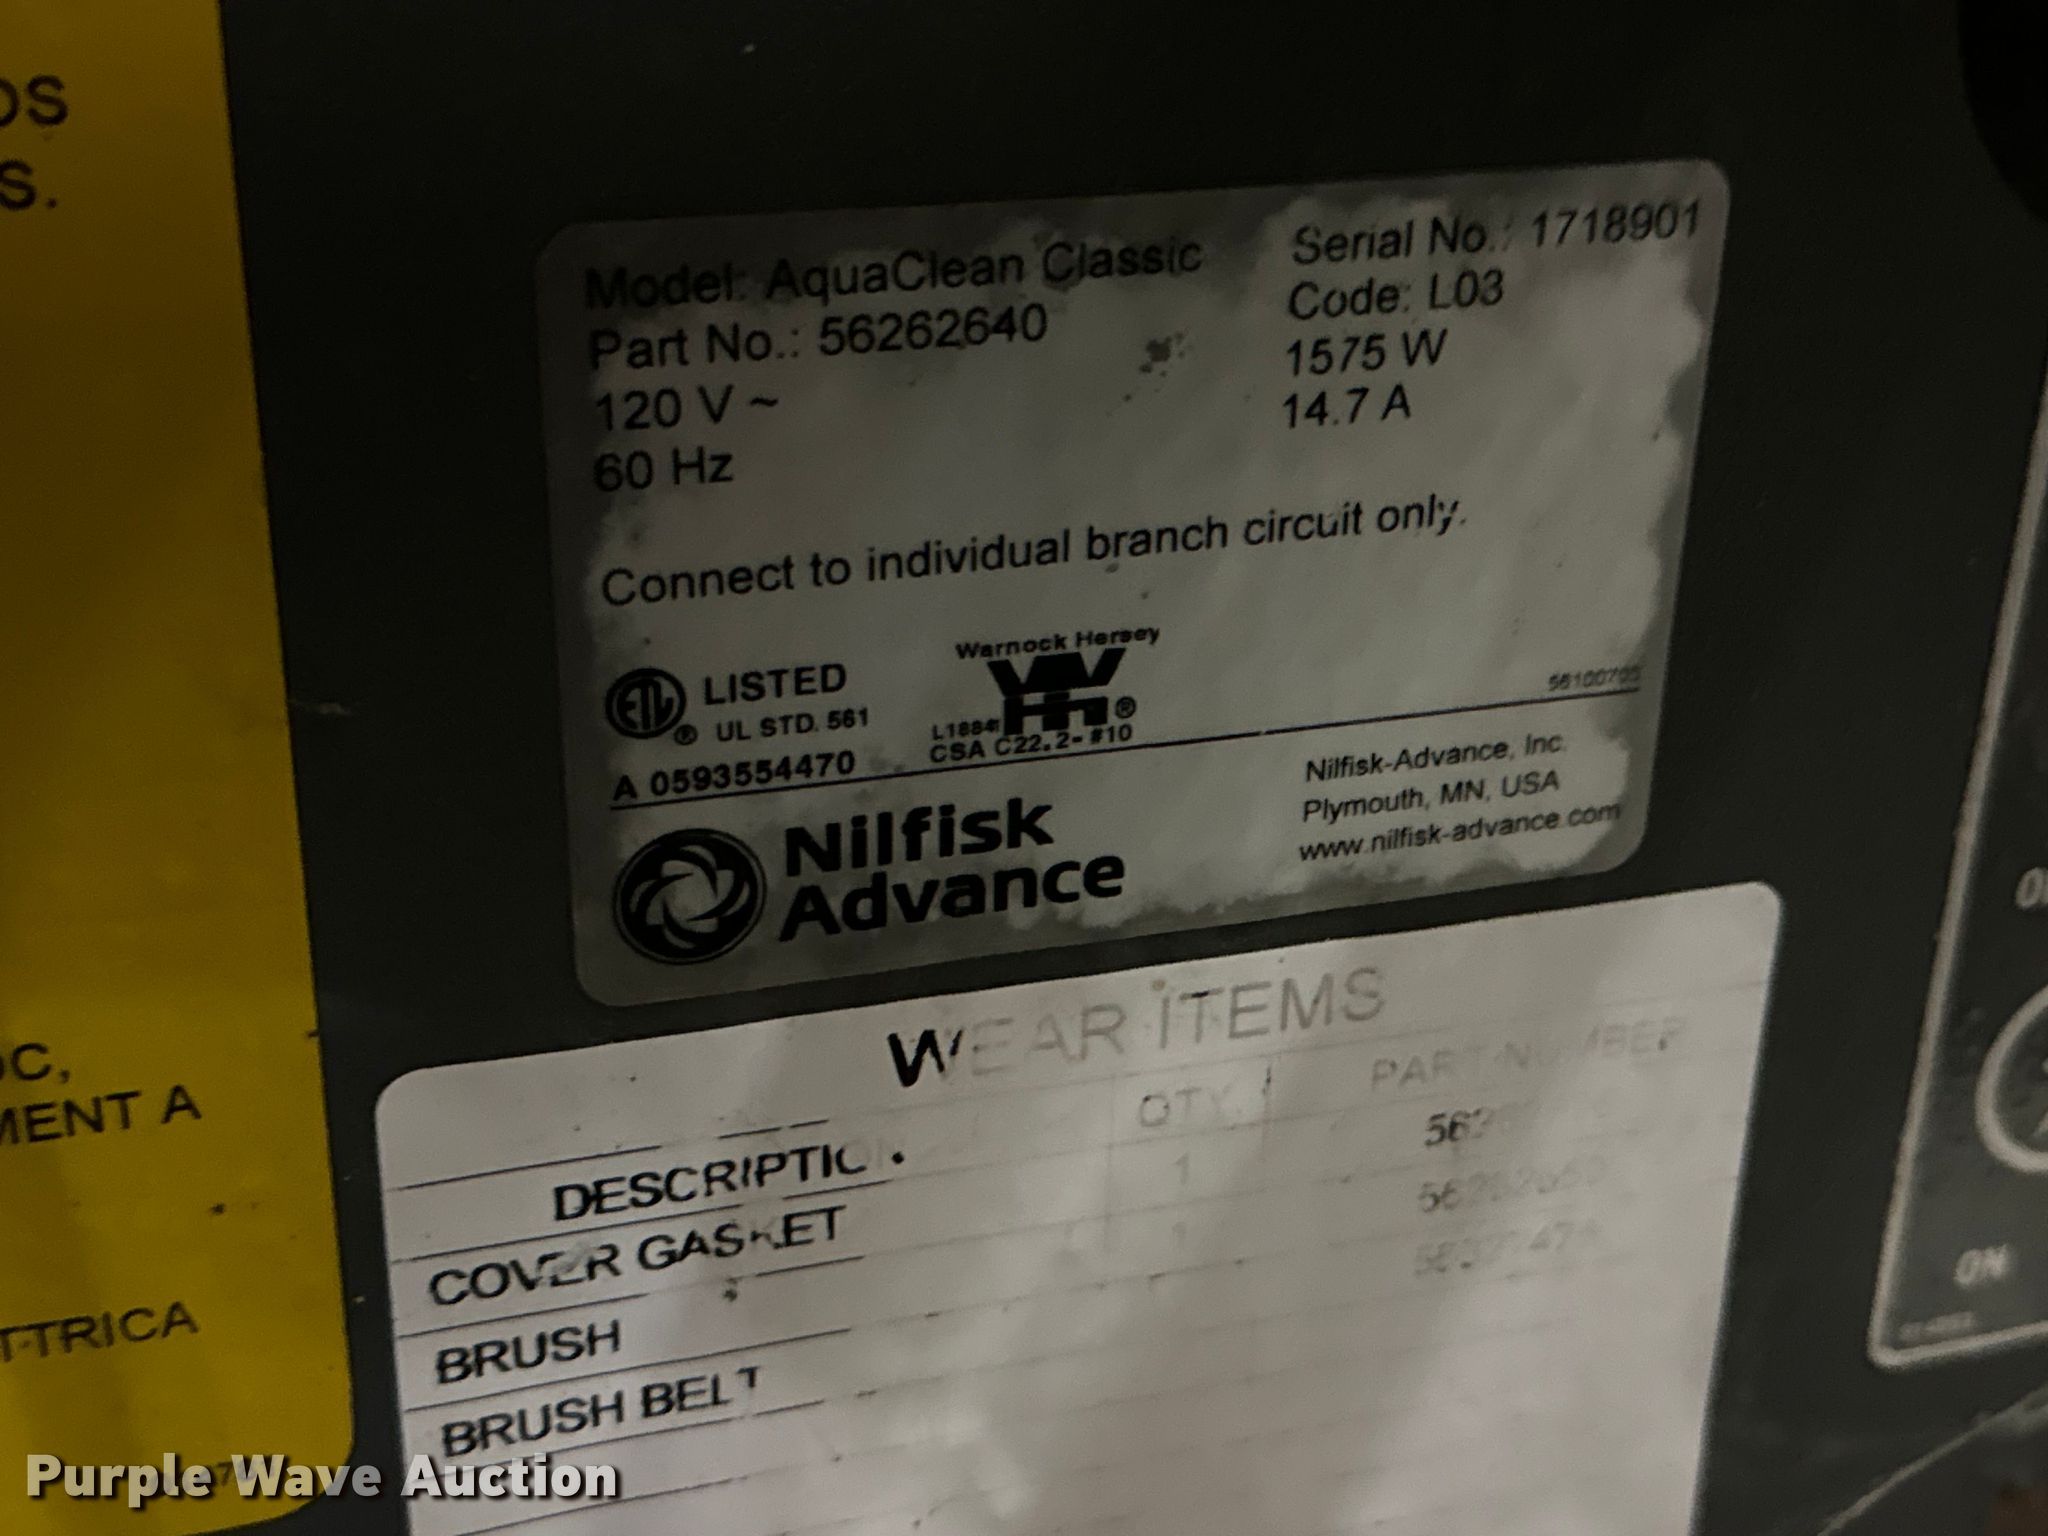 OS
S.
Model: AquaClean Classic
Part No.: 56262640
120 V ~
60 Hz
Serial No.: 1718901
Code: L03
1575 W
14.7 A
Connect to individual branch circuit only.
ETL ® LISTED
UL STD. 561
A 0593554470
Warnock Hersey
WH ®
CSA C22.2- #10
Nilfisk
Advance
Nilfisk-Advance, Inc.
Plymouth, MN, USA
www.nilfisk-advance.com
WEAR ITEMS
DESCRIPTION QTY. PART NUMBER
COVER GASKET 1
BRUSH 1
BRUSH BELT
OC,
MENT A
TTRICA
ON
Purple Wave Auction